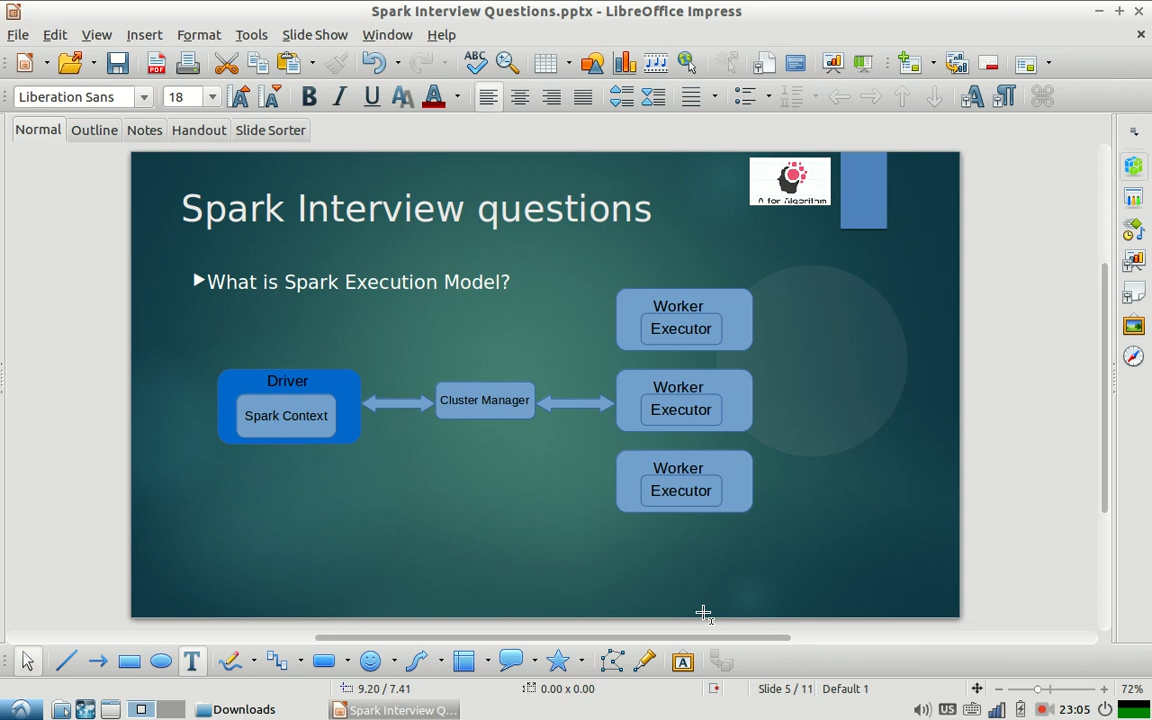 Spark Interview Questions.pptx - LibreOffice Impress
File Edit View Insert Format Tools Slide Show Window Help
Liberation Sans 18
Normal Outline Notes Handout Slide Sorter
A for Algorithm
Spark Interview questions
What is Spark Execution Model?
Worker
Executor
Driver
Spark Context
Cluster Manager
Worker
Executor
Worker
Executor
9.20 / 7.41 0.00 x 0.00 Slide 5 / 11 Default 1 72%
Downloads Spark Interview Q... US 23:05